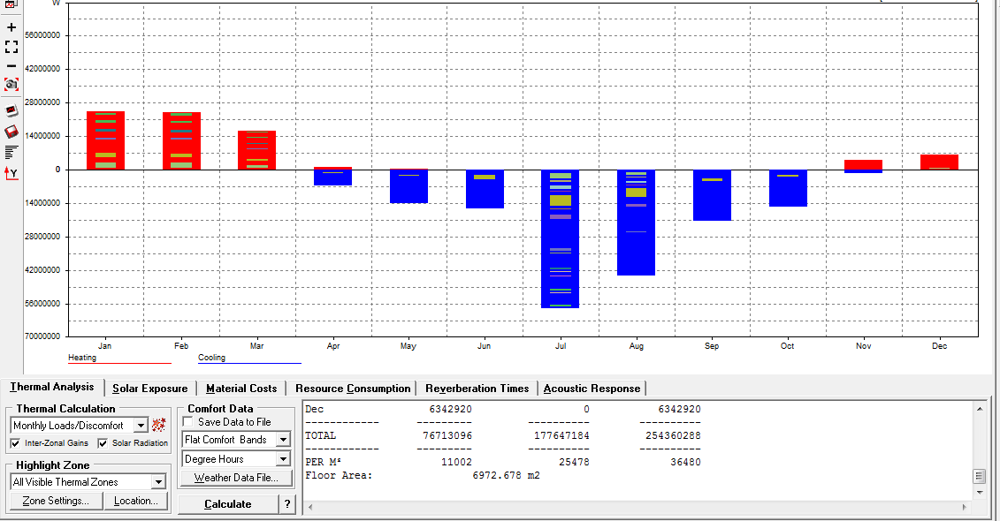 W
56000000
42000000
28000000
14000000
0
14000000
28000000
42000000
56000000
70000000
Jan Feb Mar Apr May Jun Jul Aug Sep Oct Nov Dec
Heating Cooling
Y
Thermal Analysis Solar Exposure Material Costs Resource Consumption Reverberation Times Acoustic Response
Thermal Calculation
Monthly Loads/Discomfort
Inter-Zonal Gains Solar Radiation
Highlight Zone
All Visible Thermal Zones
Zone Settings... Location...
Comfort Data
Save Data to File
Flat Comfort Bands
Degree Hours
Weather Data File...
Calculate ?
Dec 6342920 0 6342920
------------ --------- ---------- ----------
TOTAL 76713096 177647184 254360288
------------ --------- ---------- ----------
PER M² 11002 25478 36480
Floor Area: 6972.678 m2